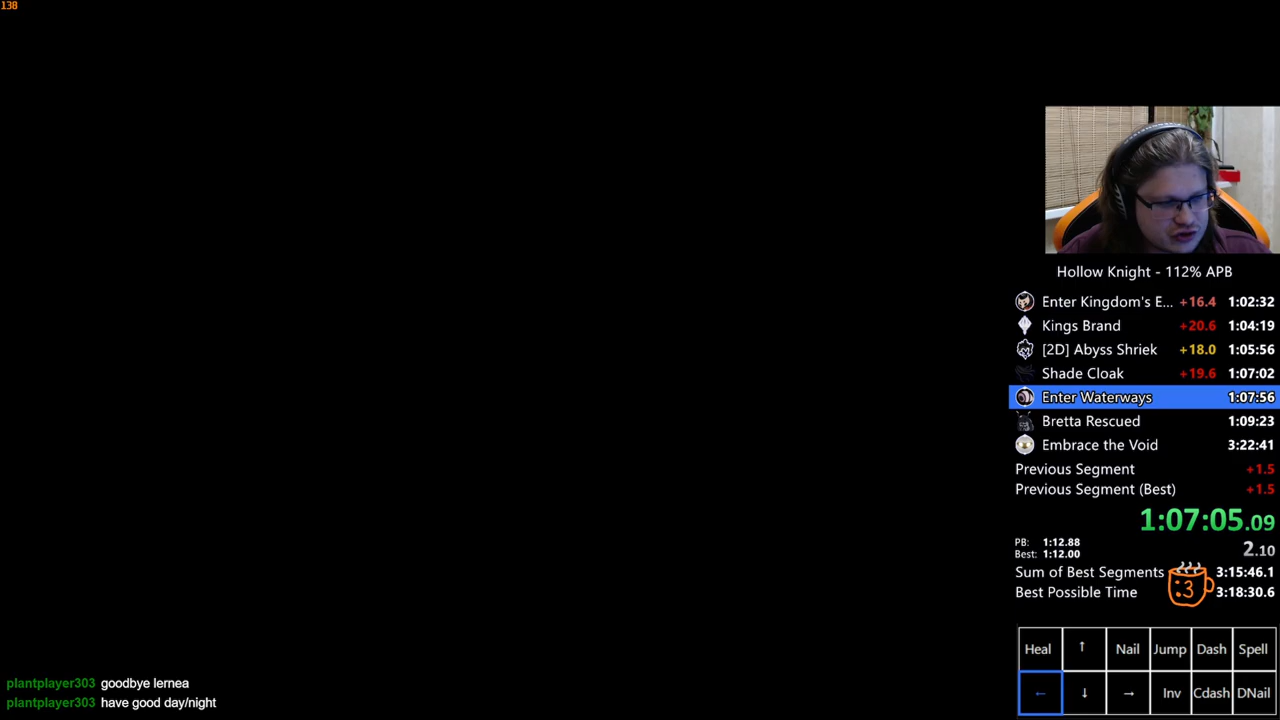 138
Hollow Knight - 112% APB
Enter Kingdom's E... +16.4 1:02:32
Kings Brand +20.6 1:04:19
[2D] Abyss Shriek +18.0 1:05:56
Shade Cloak +19.6 1:07:02
Enter Waterways 1:07:56
Bretta Rescued 1:09:23
Embrace the Void 3:22:41
Previous Segment +1.5
Previous Segment (Best) +1.5
1:07:05.09
PB: 1:12.88
Best: 1:12.00
2.10
Sum of Best Segments 3:15:46.1
Best Possible Time 3:18:30.6
:3
Heal ↑ Nail Jump Dash Spell
← ↓ → Inv Cdash DNail
plantplayer303 goodbye lernea
plantplayer303 have good day/night